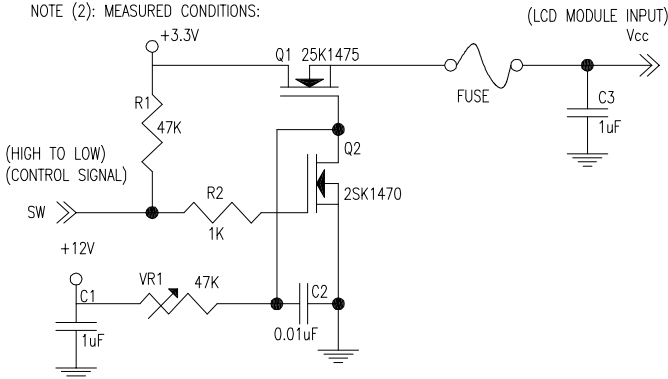 NOTE (2): MEASURED CONDITIONS:
(LCD MODULE INPUT)
Vcc
+3.3V
Q1 25K1475
R1
47K
FUSE
C3
1uF
(HIGH TO LOW)
(CONTROL SIGNAL)
Q2
2SK1470
R2
1K
SW
+12V
C1
1uF
VR1
47K
C2
0.01uF